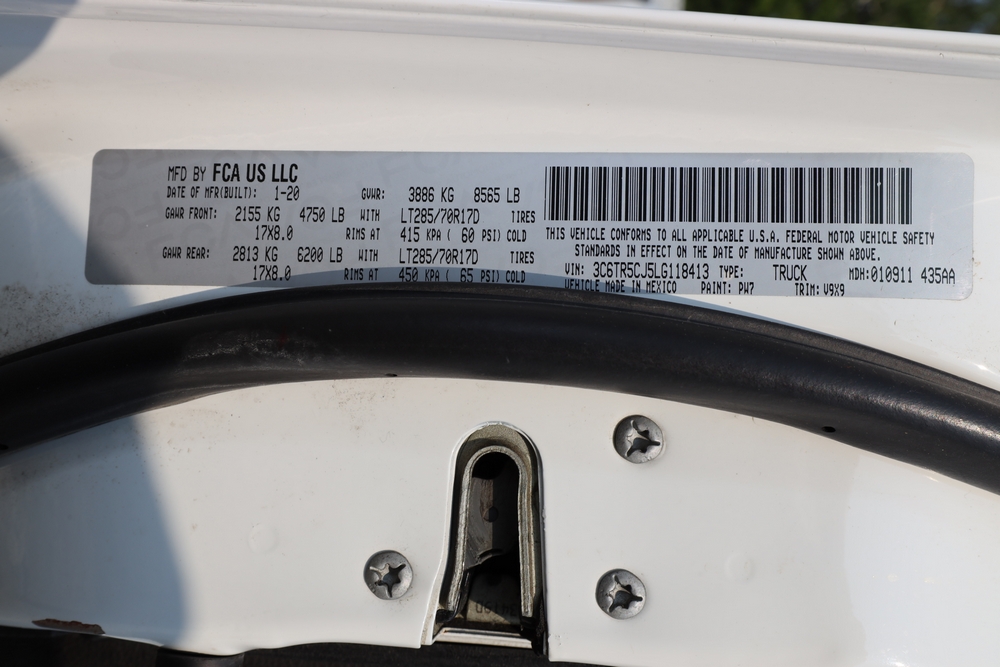 MFD BY FCA US LLC
DATE OF MFR(BUILT): 1-20 GVWR: 3886 KG 8565 LB
GAWR FRONT: 2155 KG 4750 LB WITH LT285/70R17D TIRES
17X8.0 RIMS AT 415 KPA ( 60 PSI) COLD
GAWR REAR: 2813 KG 6200 LB WITH LT285/70R17D TIRES
17X8.0 RIMS AT 450 KPA ( 65 PSI) COLD
THIS VEHICLE CONFORMS TO ALL APPLICABLE U.S.A. FEDERAL MOTOR VEHICLE SAFETY
STANDARDS IN EFFECT ON THE DATE OF MANUFACTURE SHOWN ABOVE.
VIN: 3C6TR5CJ5LG118413 TYPE: TRUCK MDH:010911 435AA
VEHICLE MADE IN MEXICO PAINT: PW7 TRIM: V9X9